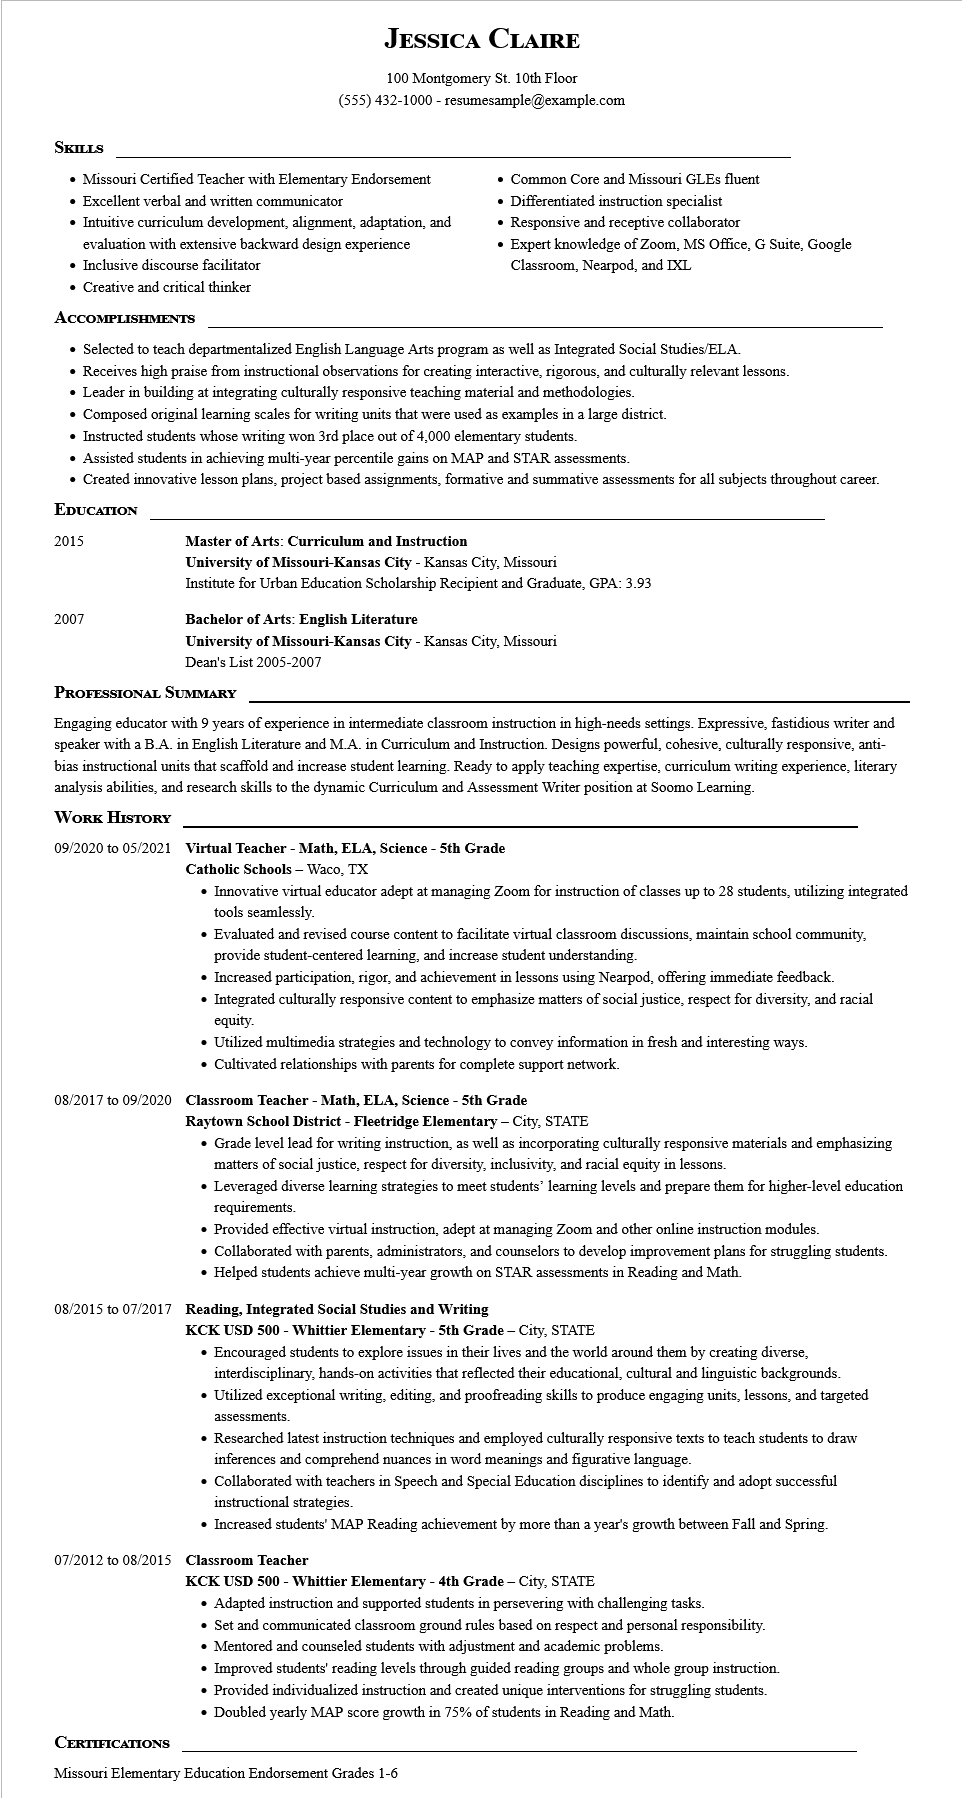 Jessica Claire
100 Montgomery St. 10th Floor
(555) 432-1000 - resumesample@example.com
Skills
• Missouri Certified Teacher with Elementary Endorsement
• Excellent verbal and written communicator
• Intuitive curriculum development, alignment, adaptation, and
evaluation with extensive backward design experience
• Inclusive discourse facilitator
• Creative and critical thinker
• Common Core and Missouri GLEs fluent
• Differentiated instruction specialist
• Responsive and receptive collaborator
• Expert knowledge of Zoom, MS Office, G Suite, Google
Classroom, Nearpod, and IXL
Accomplishments
• Selected to teach departmentalized English Language Arts program as well as Integrated Social Studies/ELA.
• Receives high praise from instructional observations for creating interactive, rigorous, and culturally relevant lessons.
• Leader in building at integrating culturally responsive teaching material and methodologies.
• Composed original learning scales for writing units that were used as examples in a large district.
• Instructed students whose writing won 3rd place out of 4,000 elementary students.
• Assisted students in achieving multi-year percentile gains on MAP and STAR assessments.
• Created innovative lesson plans, project based assignments, formative and summative assessments for all subjects throughout career.
Education
2015 Master of Arts: Curriculum and Instruction
University of Missouri-Kansas City - Kansas City, Missouri
Institute for Urban Education Scholarship Recipient and Graduate, GPA: 3.93
2007 Bachelor of Arts: English Literature
University of Missouri-Kansas City - Kansas City, Missouri
Dean's List 2005-2007
Professional Summary
Engaging educator with 9 years of experience in intermediate classroom instruction in high-needs settings. Expressive, fastidious writer and
speaker with a B.A. in English Literature and M.A. in Curriculum and Instruction. Designs powerful, cohesive, culturally responsive, anti-
bias instructional units that scaffold and increase student learning. Ready to apply teaching expertise, curriculum writing experience, literary
analysis abilities, and research skills to the dynamic Curriculum and Assessment Writer position at Soomo Learning.
Work History
09/2020 to 05/2021 Virtual Teacher - Math, ELA, Science - 5th Grade
Catholic Schools – Waco, TX
• Innovative virtual educator adept at managing Zoom for instruction of classes up to 28 students, utilizing integrated
tools seamlessly.
• Evaluated and revised course content to facilitate virtual classroom discussions, maintain school community,
provide student-centered learning, and increase student understanding.
• Increased participation, rigor, and achievement in lessons using Nearpod, offering immediate feedback.
• Integrated culturally responsive content to emphasize matters of social justice, respect for diversity, and racial
equity.
• Utilized multimedia strategies and technology to convey information in fresh and interesting ways.
• Cultivated relationships with parents for complete support network.
08/2017 to 09/2020 Classroom Teacher - Math, ELA, Science - 5th Grade
Raytown School District - Fleetridge Elementary – City, STATE
• Grade level lead for writing instruction, as well as incorporating culturally responsive materials and emphasizing
matters of social justice, respect for diversity, inclusivity, and racial equity in lessons.
• Leveraged diverse learning strategies to meet students’ learning levels and prepare them for higher-level education
requirements.
• Provided effective virtual instruction, adept at managing Zoom and other online instruction modules.
• Collaborated with parents, administrators, and counselors to develop improvement plans for struggling students.
• Helped students achieve multi-year growth on STAR assessments in Reading and Math.
08/2015 to 07/2017 Reading, Integrated Social Studies and Writing
KCK USD 500 - Whittier Elementary - 5th Grade – City, STATE
• Encouraged students to explore issues in their lives and the world around them by creating diverse,
interdisciplinary, hands-on activities that reflected their educational, cultural and linguistic backgrounds.
• Utilized exceptional writing, editing, and proofreading skills to produce engaging units, lessons, and targeted
assessments.
• Researched latest instruction techniques and employed culturally responsive texts to teach students to draw
inferences and comprehend nuances in word meanings and figurative language.
• Collaborated with teachers in Speech and Special Education disciplines to identify and adopt successful
instructional strategies.
• Increased students' MAP Reading achievement by more than a year's growth between Fall and Spring.
07/2012 to 08/2015 Classroom Teacher
KCK USD 500 - Whittier Elementary - 4th Grade – City, STATE
• Adapted instruction and supported students in persevering with challenging tasks.
• Set and communicated classroom ground rules based on respect and personal responsibility.
• Mentored and counseled students with adjustment and academic problems.
• Improved students' reading levels through guided reading groups and whole group instruction.
• Provided individualized instruction and created unique interventions for struggling students.
• Doubled yearly MAP score growth in 75% of students in Reading and Math.
Certifications
Missouri Elementary Education Endorsement Grades 1-6